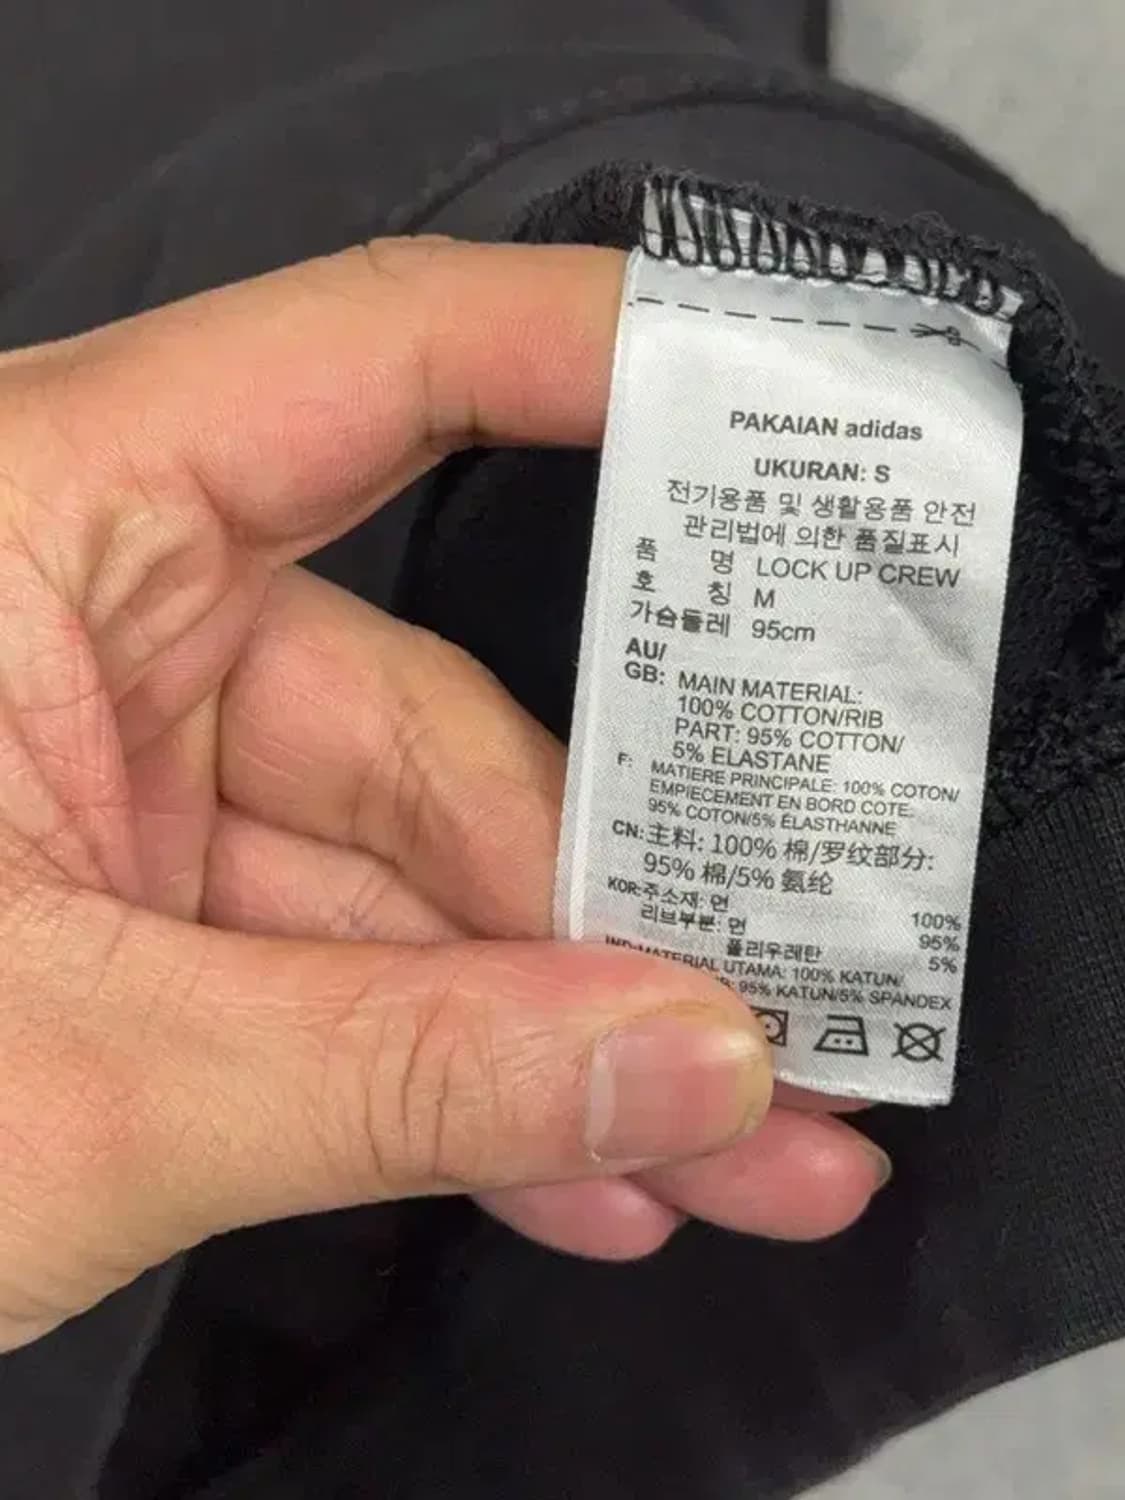 PAKAIAN adidas
UKURAN: S
전기용품 및 생활용품 안전
관리법에 의한 품질표시
품 명 LOCK UP CREW
호 칭 M
가슴둘레 95cm
AU/
GB: MAIN MATERIAL:
100% COTTON/RIB
PART: 95% COTTON/
5% ELASTANE
F: MATIERE PRINCIPALE: 100% COTON/
EMPIECEMENT EN BORD COTE:
95% COTON/5% ELASTHANNE
CN: 主料: 100% 棉/罗纹部分:
95% 棉/5% 氨纶
KOR: 주소재: 면 100%
리브부분: 면 95%
폴리우레탄 5%
IND: MATERIAL UTAMA: 100% KATUN/
95% KATUN/5% SPANDEX